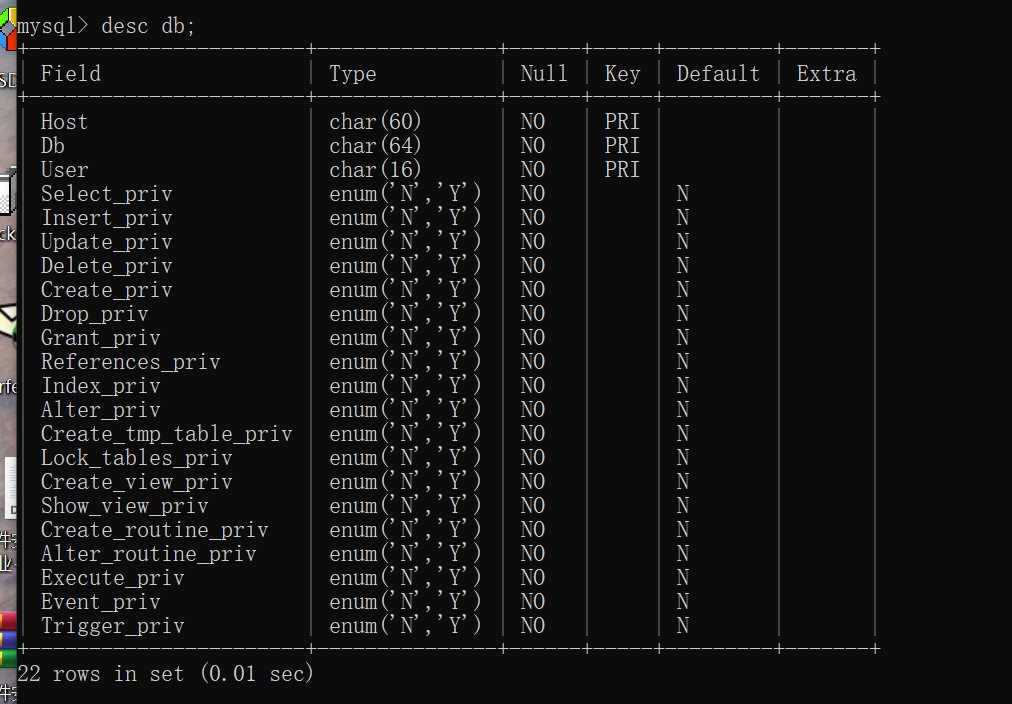 mysql> desc db;
Field Type Null Key Default Extra
Host char(60) NO PRI
Db char(64) NO PRI
User char(16) NO PRI
Select_priv enum('N','Y') NO N
Insert_priv enum('N','Y') NO N
Update_priv enum('N','Y') NO N
Delete_priv enum('N','Y') NO N
Create_priv enum('N','Y') NO N
Drop_priv enum('N','Y') NO N
Grant_priv enum('N','Y') NO N
References_priv enum('N','Y') NO N
Index_priv enum('N','Y') NO N
Alter_priv enum('N','Y') NO N
Create_tmp_table_priv enum('N','Y') NO N
Lock_tables_priv enum('N','Y') NO N
Create_view_priv enum('N','Y') NO N
Show_view_priv enum('N','Y') NO N
Create_routine_priv enum('N','Y') NO N
Alter_routine_priv enum('N','Y') NO N
Execute_priv enum('N','Y') NO N
Event_priv enum('N','Y') NO N
Trigger_priv enum('N','Y') NO N
22 rows in set (0.01 sec)